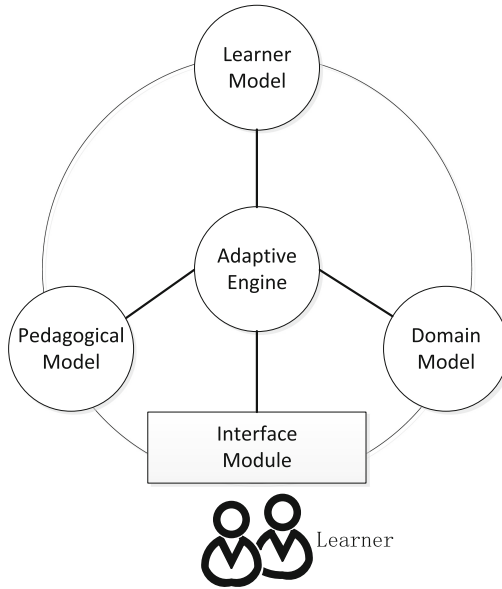 Learner
Model
Adaptive
Engine
Pedagogical
Model
Domain
Model
Interface
Module
Learner